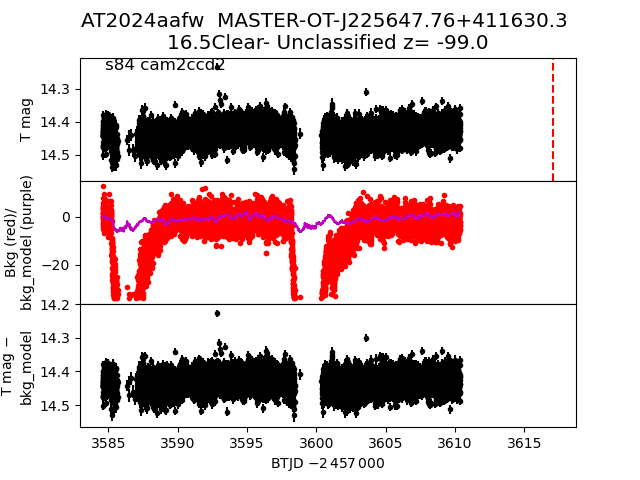 AT2024aafw  MASTER-OT-J225647.76+411630.3
16.5Clear- Unclassified z= -99.0
s84 cam2ccd2
T mag
14.3
14.4
14.5
Bkg (red)/
bkg_model (purple)
0
−20
T mag −
bkg_model
14.2
14.3
14.4
14.5
3585 3590 3595 3600 3605 3610 3615
BTJD −2 457 000